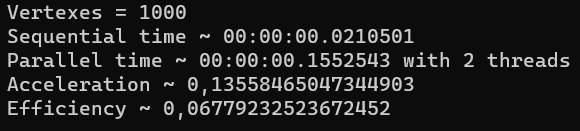 Vertexes = 1000
Sequential time ~ 00:00:00.0210501
Parallel time ~ 00:00:00.1552543 with 2 threads
Acceleration ~ 0,13558465047344903
Efficiency ~ 0,06779232523672452